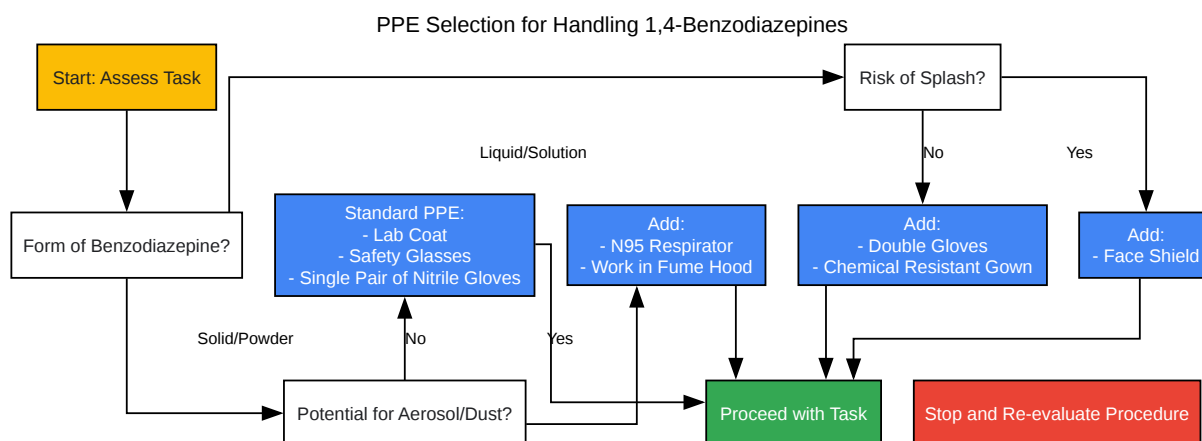 PPE Selection for Handling 1,4-Benzodiazepines
Start: Assess Task
Risk of Splash?
Liquid/Solution
No
Yes
Form of Benzodiazepine?
Standard PPE:
- Lab Coat
- Safety Glasses
- Single Pair of Nitrile Gloves
Add:
- N95 Respirator
- Work in Fume Hood
Add:
- Double Gloves
- Chemical Resistant Gown
Add:
- Face Shield
Solid/Powder
No
Yes
Potential for Aerosol/Dust?
Proceed with Task
Stop and Re-evaluate Procedure